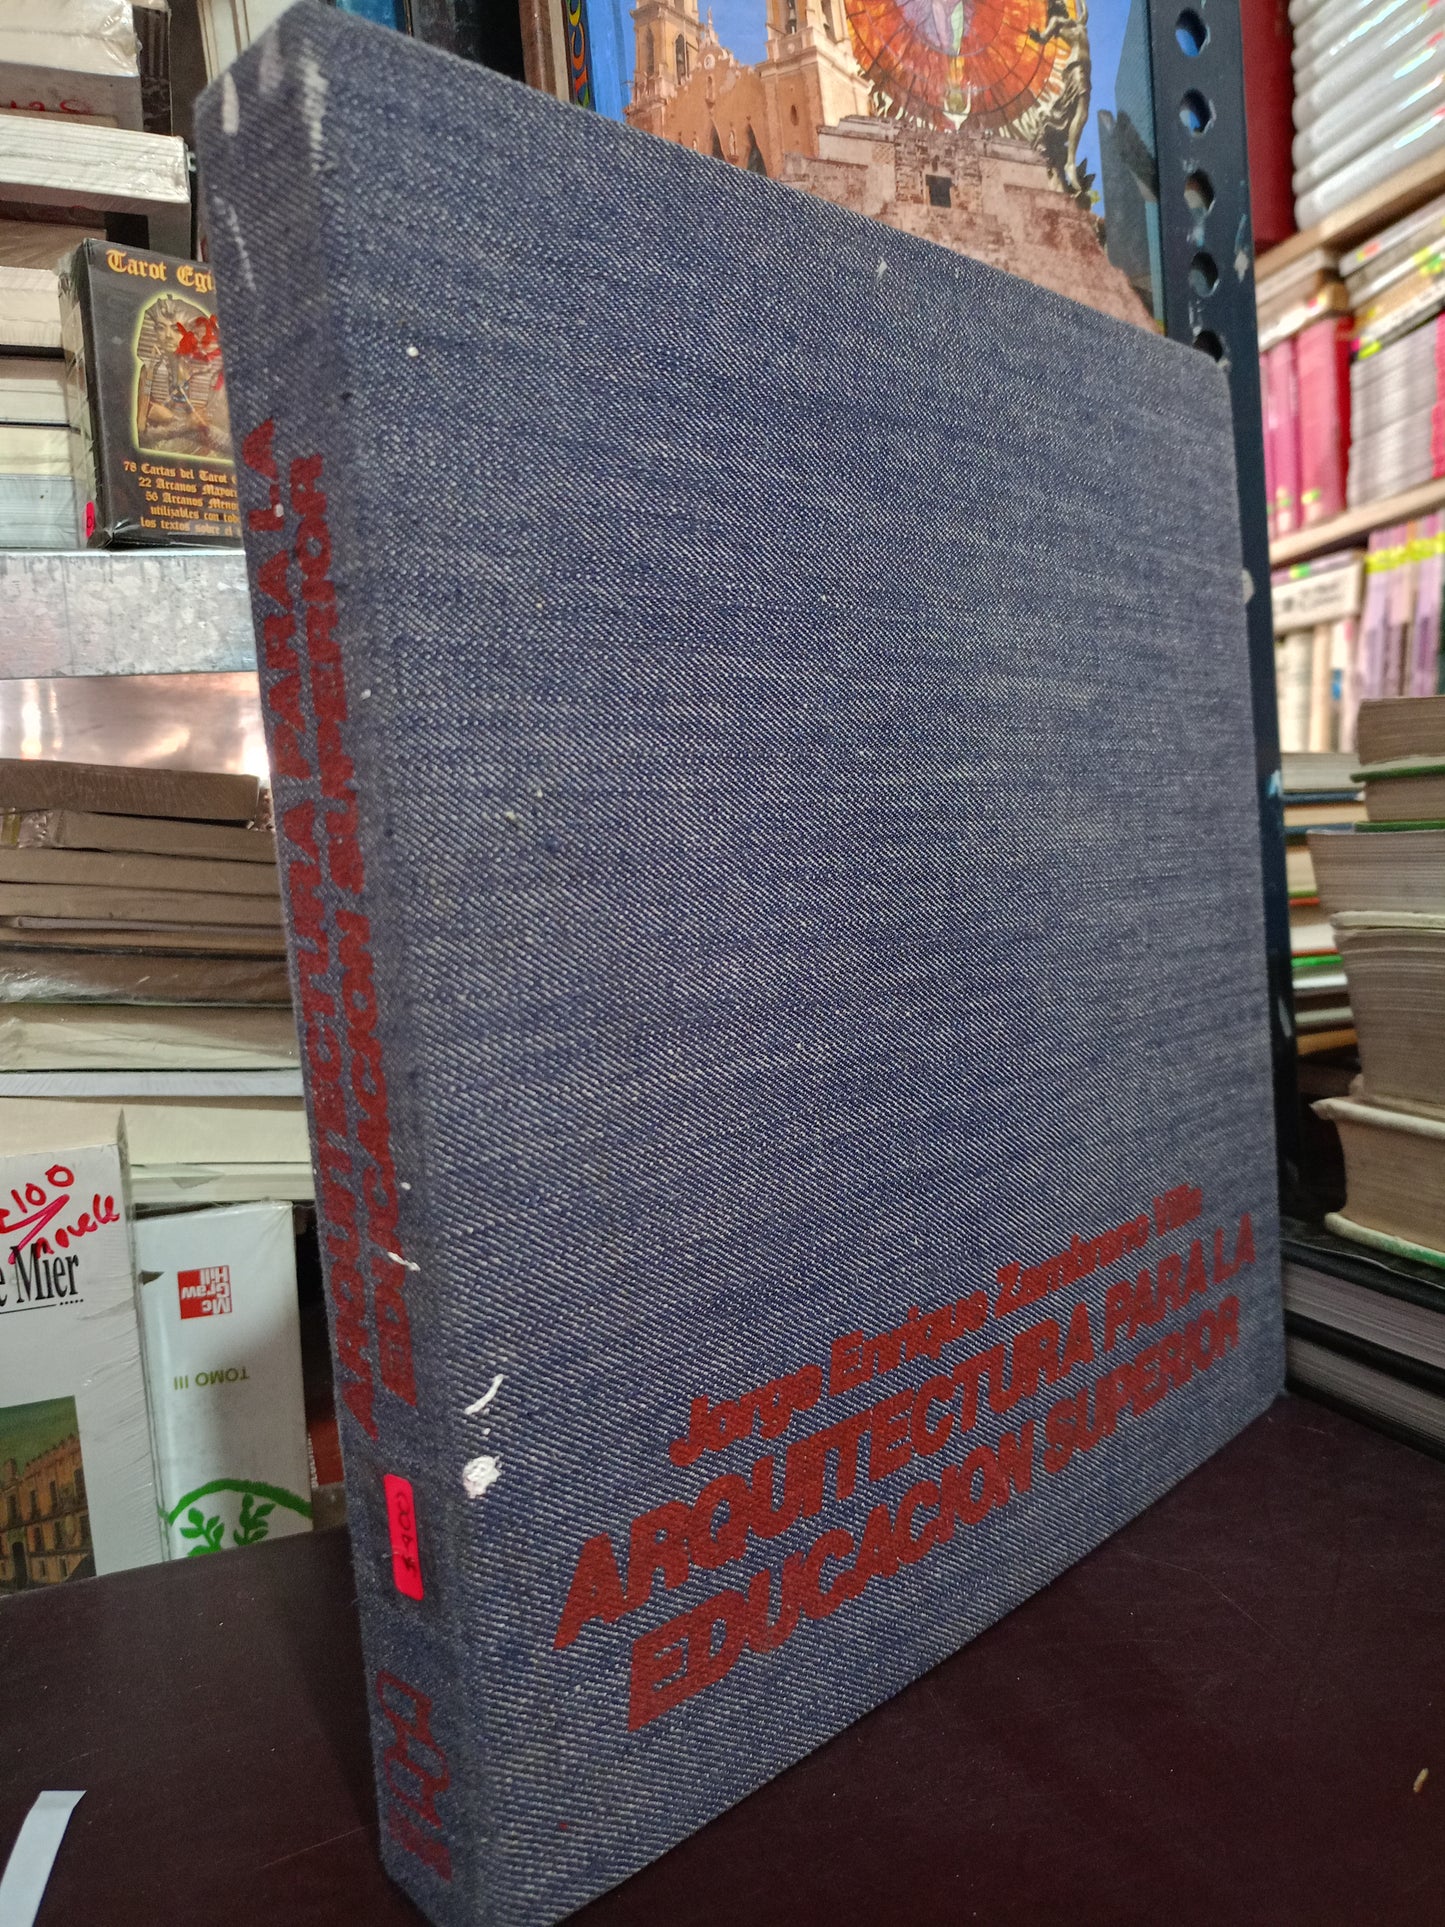 Jorge Enrique Zambrano Villa
ARQUITECTURA PARA LA
EDUCACION SUPERIOR
ARQUITECTURA PARA LA
EDUCACION SUPERIOR
$ 900
Tarot Egi
78 Cartas del Tarot
22 Arcanos Mayor
56 Arcanos Meno
utilizables con tod
los textos sobre el
100
e Mier
Mc
Graw
Hill
TOMO III